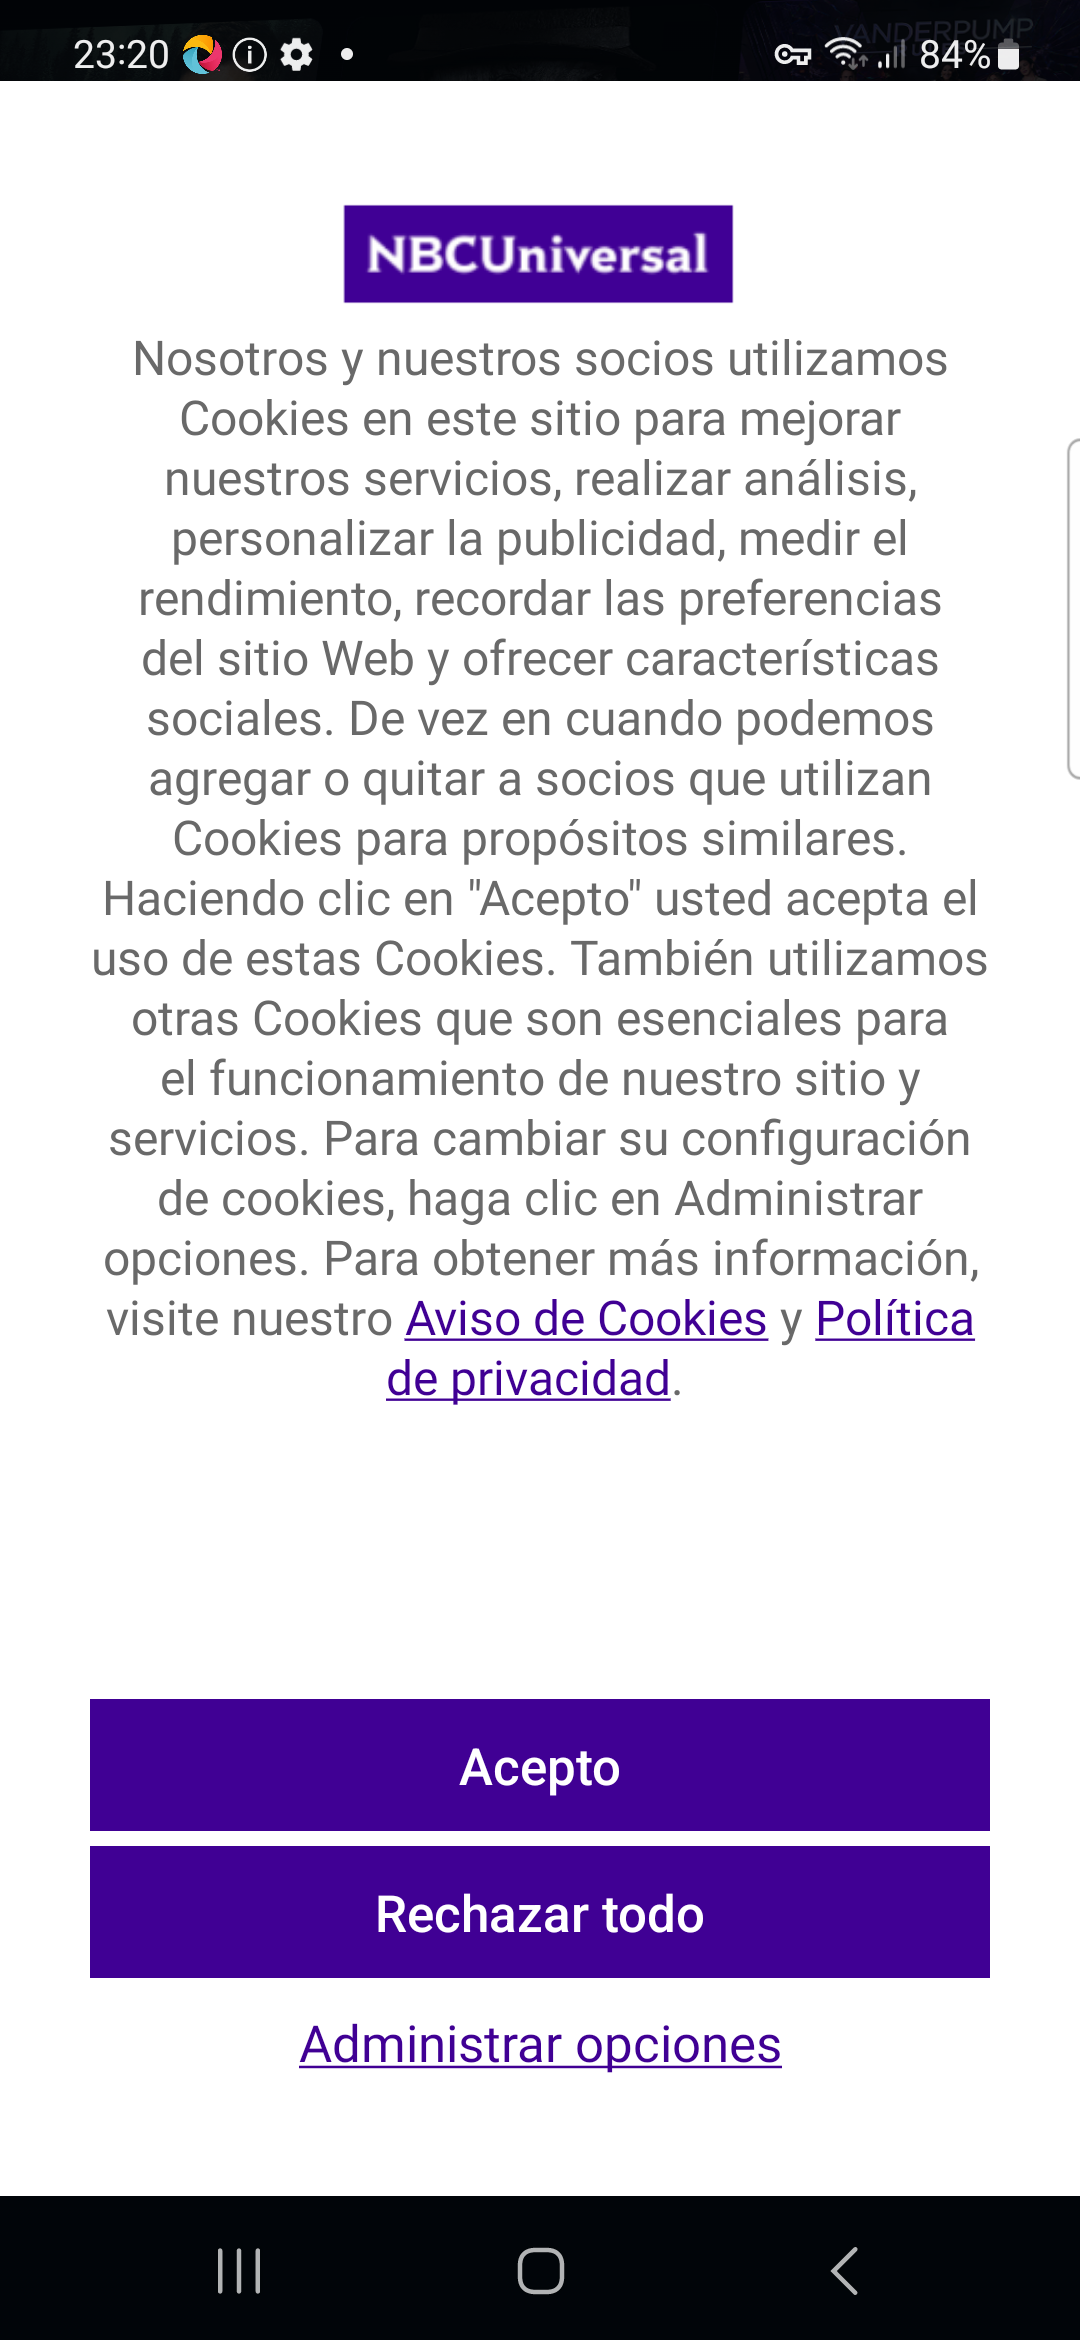 VANDERPUMP
23:20
84%
NBCUniversal
Nosotros y nuestros socios utilizamos
Cookies en este sitio para mejorar
nuestros servicios, realizar análisis,
personalizar la publicidad, medir el
rendimiento, recordar las preferencias
del sitio Web y ofrecer características
sociales. De vez en cuando podemos
agregar o quitar a socios que utilizan
Cookies para propósitos similares.
Haciendo clic en "Acepto" usted acepta el
uso de estas Cookies. También utilizamos
otras Cookies que son esenciales para
el funcionamiento de nuestro sitio y
servicios. Para cambiar su configuración
de cookies, haga clic en Administrar
opciones. Para obtener más información,
visite nuestro Aviso de Cookies y Política
de privacidad.
Acepto
Rechazar todo
Administrar opciones